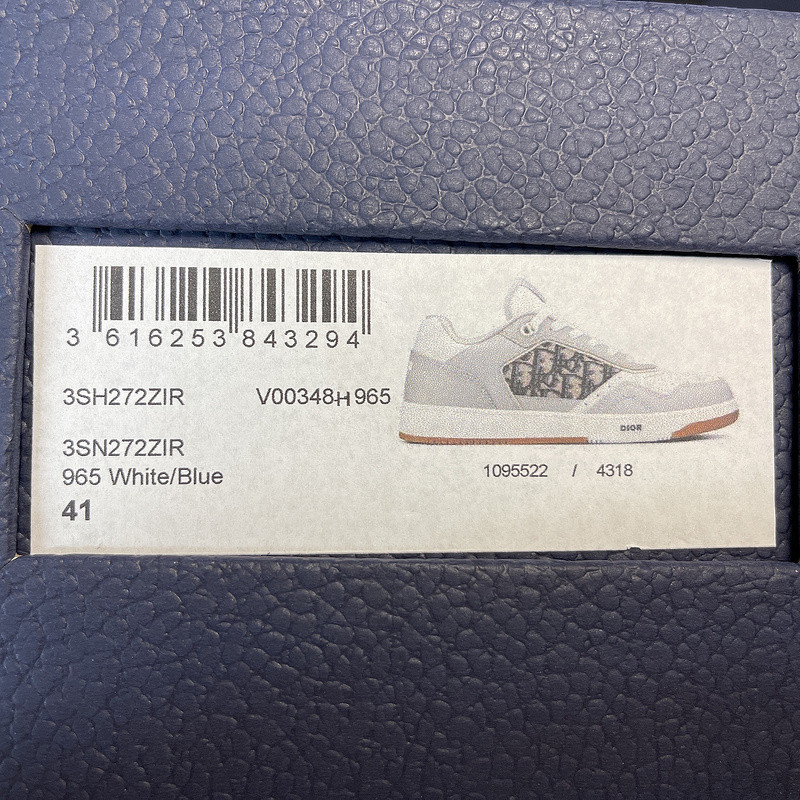 3 616253 843294
3SH272ZIR V00348H965
3SN272ZIR
965 White/Blue
41
DIOR
1095522 / 4318